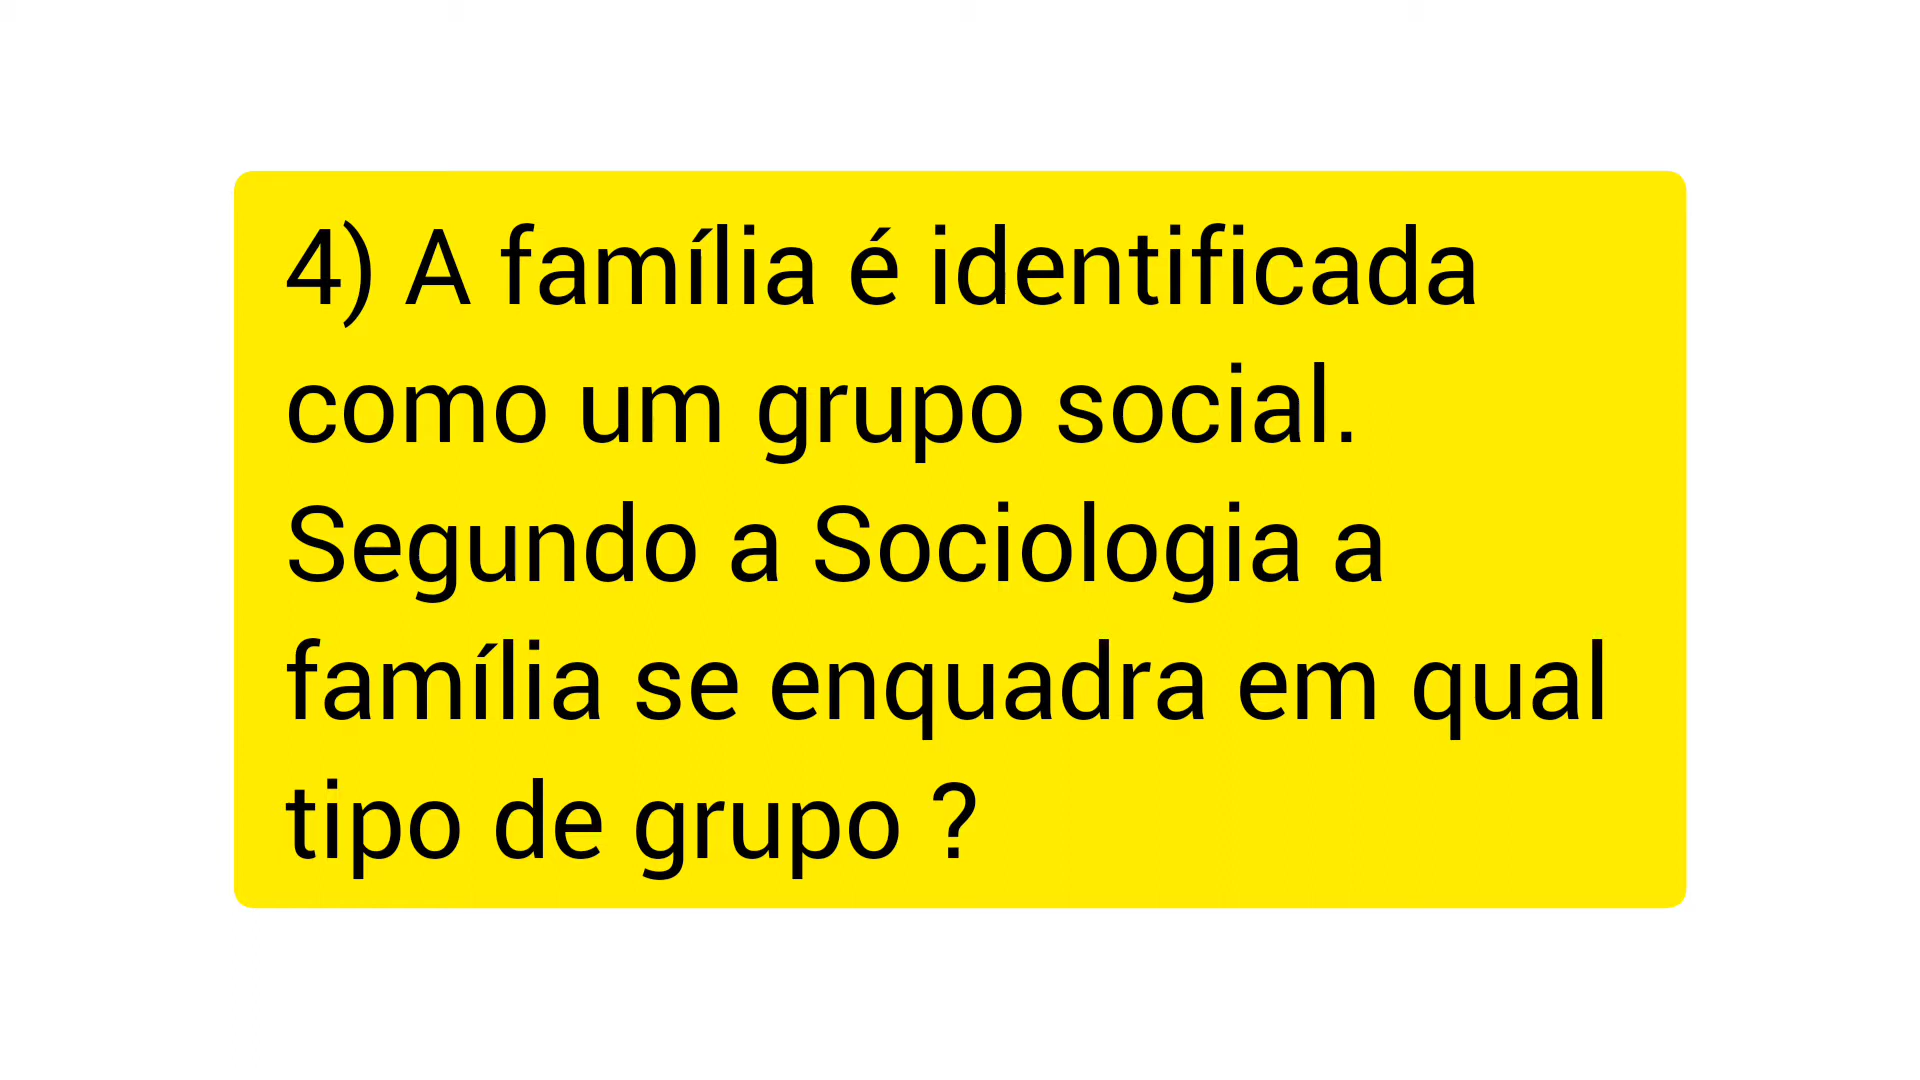 4) A família é identificada
como um grupo social.
Segundo a Sociologia a
família se enquadra em qual
tipo de grupo ?